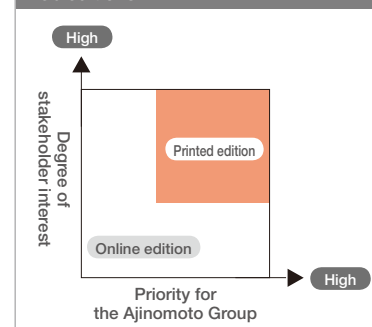 High
Degree of
stakeholder interest
Printed edition
Online edition
High
Priority for
the Ajinomoto Group